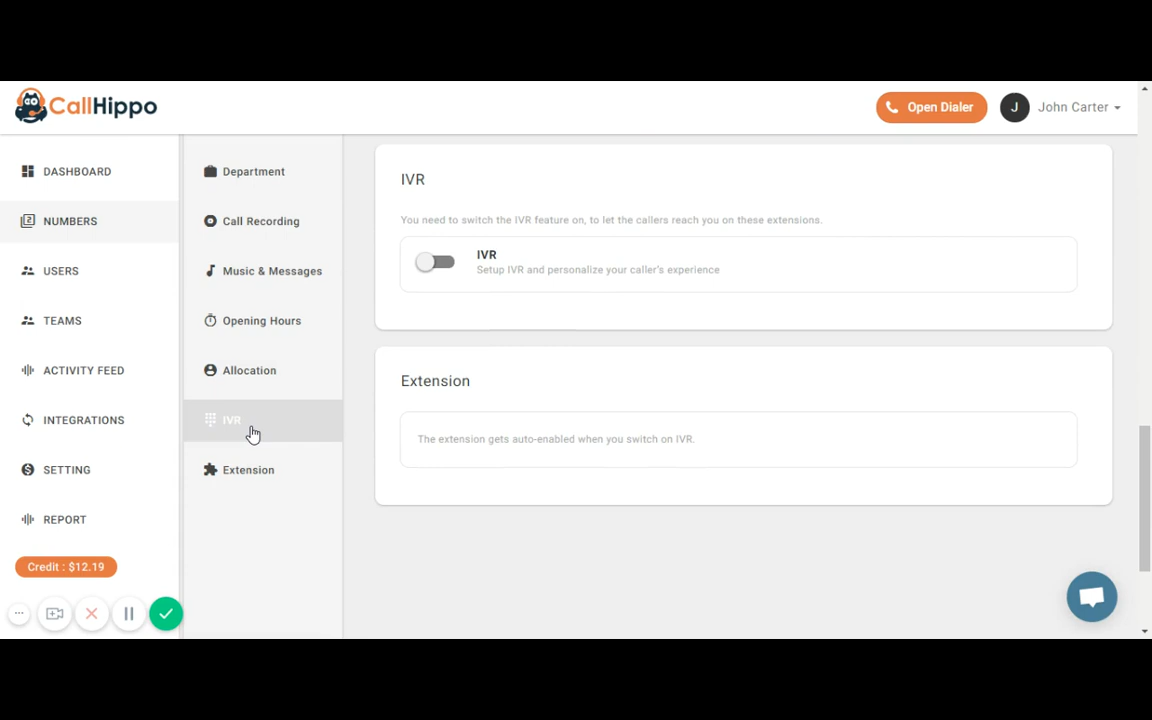 CallHippo
Open Dialer
J
John Carter
DASHBOARD
NUMBERS
USERS
TEAMS
ACTIVITY FEED
INTEGRATIONS
SETTING
REPORT
Credit : $12.19
Department
Call Recording
Music & Messages
Opening Hours
Allocation
IVR
Extension
IVR
You need to switch the IVR feature on, to let the callers reach you on these extensions.
IVR
Setup IVR and personalize your caller's experience
Extension
The extension gets auto-enabled when you switch on IVR.